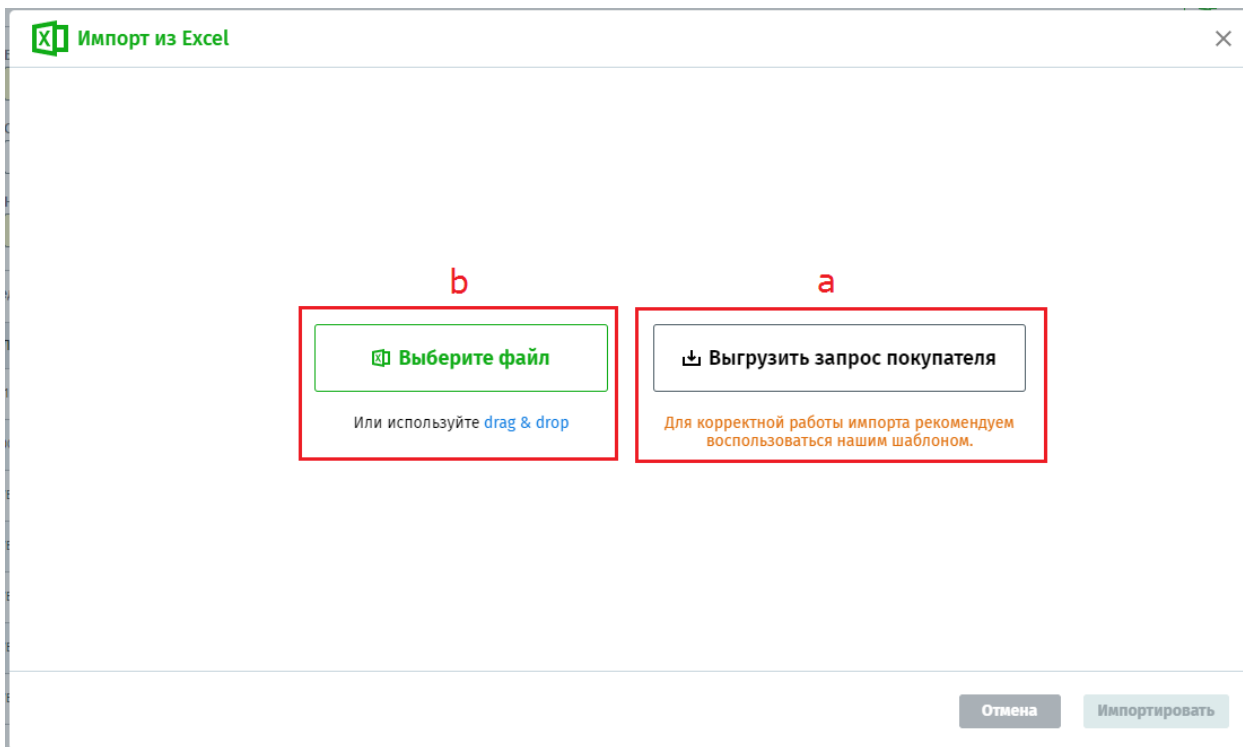 Импорт из Excel
b
a
Выберите файл
Выгрузить запрос покупателя
Или используйте drag & drop
Для корректной работы импорта рекомендуем
воспользоваться нашим шаблоном.
Отмена
Импортировать